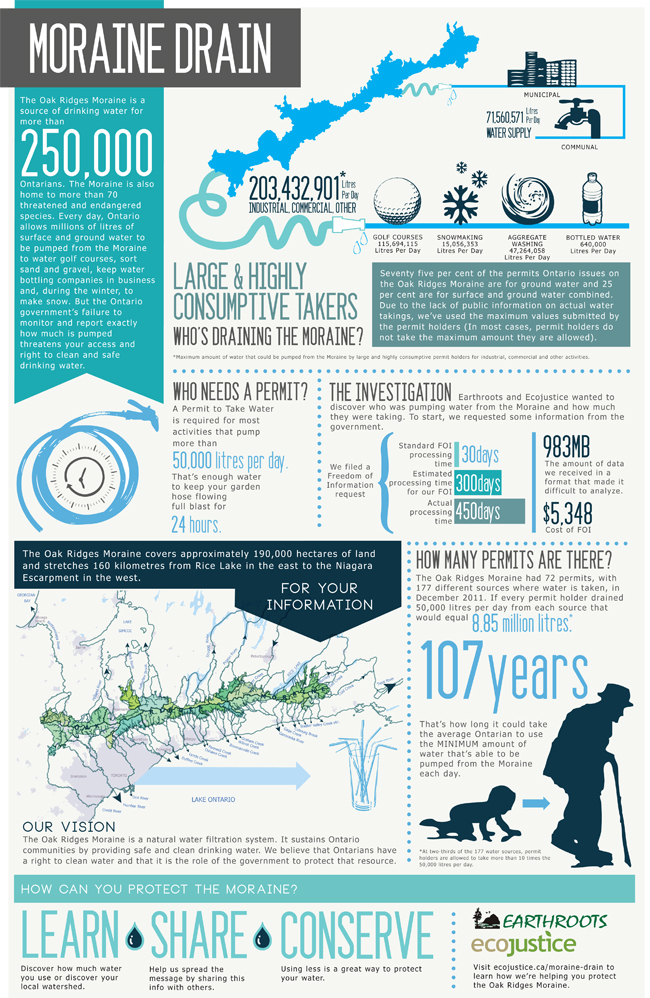 MORAINE DRAIN
The Oak Ridges Moraine is a
source of drinking water for
more than
250,000
Ontarians. The Moraine is also
home to more than 70
threatened and endangered
species. Every day, Ontario
allows millions of litres of
surface and ground water to
be pumped from the Moraine
to water golf courses, sort
sand and gravel, keep water
bottling companies in business
and, during the winter, to
make snow. But the Ontario
government's failure to
monitor and report exactly
how much is pumped
threatens your access and
right to clean and safe
drinking water.
MUNICIPAL
71,560,571 Litres Per Day
WATER SUPPLY
COMMUNAL
203,432,901* Litres Per Day
INDUSTRIAL, COMMERCIAL, OTHER
GOLF COURSES
115,694,115
Litres Per Day
SNOWMAKING
15,056,353
Litres Per Day
AGGREGATE
WASHING
47,264,058
Litres Per Day
BOTTLED WATER
640,000
Litres Per Day
LARGE & HIGHLY
CONSUMPTIVE TAKERS
WHO'S DRAINING THE MORAINE?
Seventy five per cent of the permits Ontario issues on
the Oak Ridges Moraine are for ground water and 25
per cent are for surface and ground water combined.
Due to the lack of public information on actual water
takings, we've used the maximum values submitted by
the permit holders (In most cases, permit holders do
not take the maximum amount they are allowed).
*Maximum amount of water that could be pumped from the Moraine by large and highly consumptive permit holders for industrial, commercial and other activities.
WHO NEEDS A PERMIT?
A Permit to Take Water
is required for most
activities that pump
more than
50,000 litres per day.
That's enough water
to keep your garden
hose flowing
full blast for
24 hours.
THE INVESTIGATION Earthroots and Ecojustice wanted to
discover who was pumping water from the Moraine and how much
they were taking. To start, we requested some information from the
government.
We filed a
Freedom of
Information
request
Standard FOI
processing
time
30days
Estimated
processing time
for our FOI
300days
Actual
processing
time
450days
983MB
The amount of data
we received in a
format that made it
difficult to analyze.
$5,348
Cost of FOI
The Oak Ridges Moraine covers approximately 190,000 hectares of land
and stretches 160 kilometres from Rice Lake in the east to the Niagara
Escarpment in the west.
FOR YOUR
INFORMATION
GEORGIAN
BAY
LAKE
SIMCOE
TORONTO
LAKE ONTARIO
HOW MANY PERMITS ARE THERE?
The Oak Ridges Moraine had 72 permits, with
177 different sources where water is taken, in
December 2011. If every permit holder drained
50,000 litres per day from each source that
would equal 8.85 million litres.*
107 years
That's how long it could take
the average Ontarian to use
the MINIMUM amount of
water that's able to be
pumped from the Moraine
each day.
*At two-thirds of the 177 water sources, permit
holders are allowed to take more than 10 times the
50,000 litres per day.
OUR VISION
The Oak Ridges Moraine is a natural water filtration system. It sustains Ontario
communities by providing safe and clean drinking water. We believe that Ontarians have
a right to clean water and that it is the role of the government to protect that resource.
HOW CAN YOU PROTECT THE MORAINE?
LEARN
Discover how much water
you use or discover your
local watershed.
SHARE
Help us spread the
message by sharing this
info with others.
CONSERVE
Using less is a great way to protect
your water.
EARTHROOTS
ecojustice
Visit ecojustice.ca/moraine-drain to
learn how we're helping you protect
the Oak Ridges Moraine.